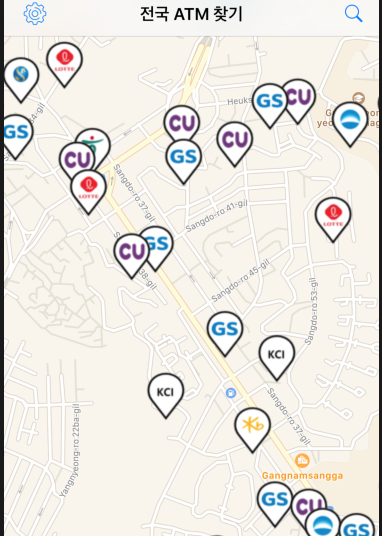 전국 ATM 찾기
LOTTE
GS
CU
Heuks
GS
CU
CU
GS
CU
LOTTE
Sangdo-ro 37-gil
Sangdo-ro 41-gil
LOTTE
CU
GS
38-gil
Sangdo-ro 45-gil
Sangdo-ro 53-gil
GS
KCI
KCI
Sangdo-ro 37-gil
Yangnyeong-ro 22ba-gil
Gangnamsangga
GS
CU
GS